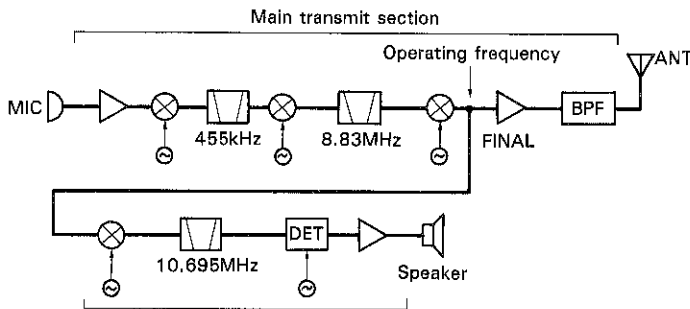 Main transmit section
Operating frequency
ANT
MIC
BPF
455kHz
8.83MHz
FINAL
DET
10.695MHz
Speaker